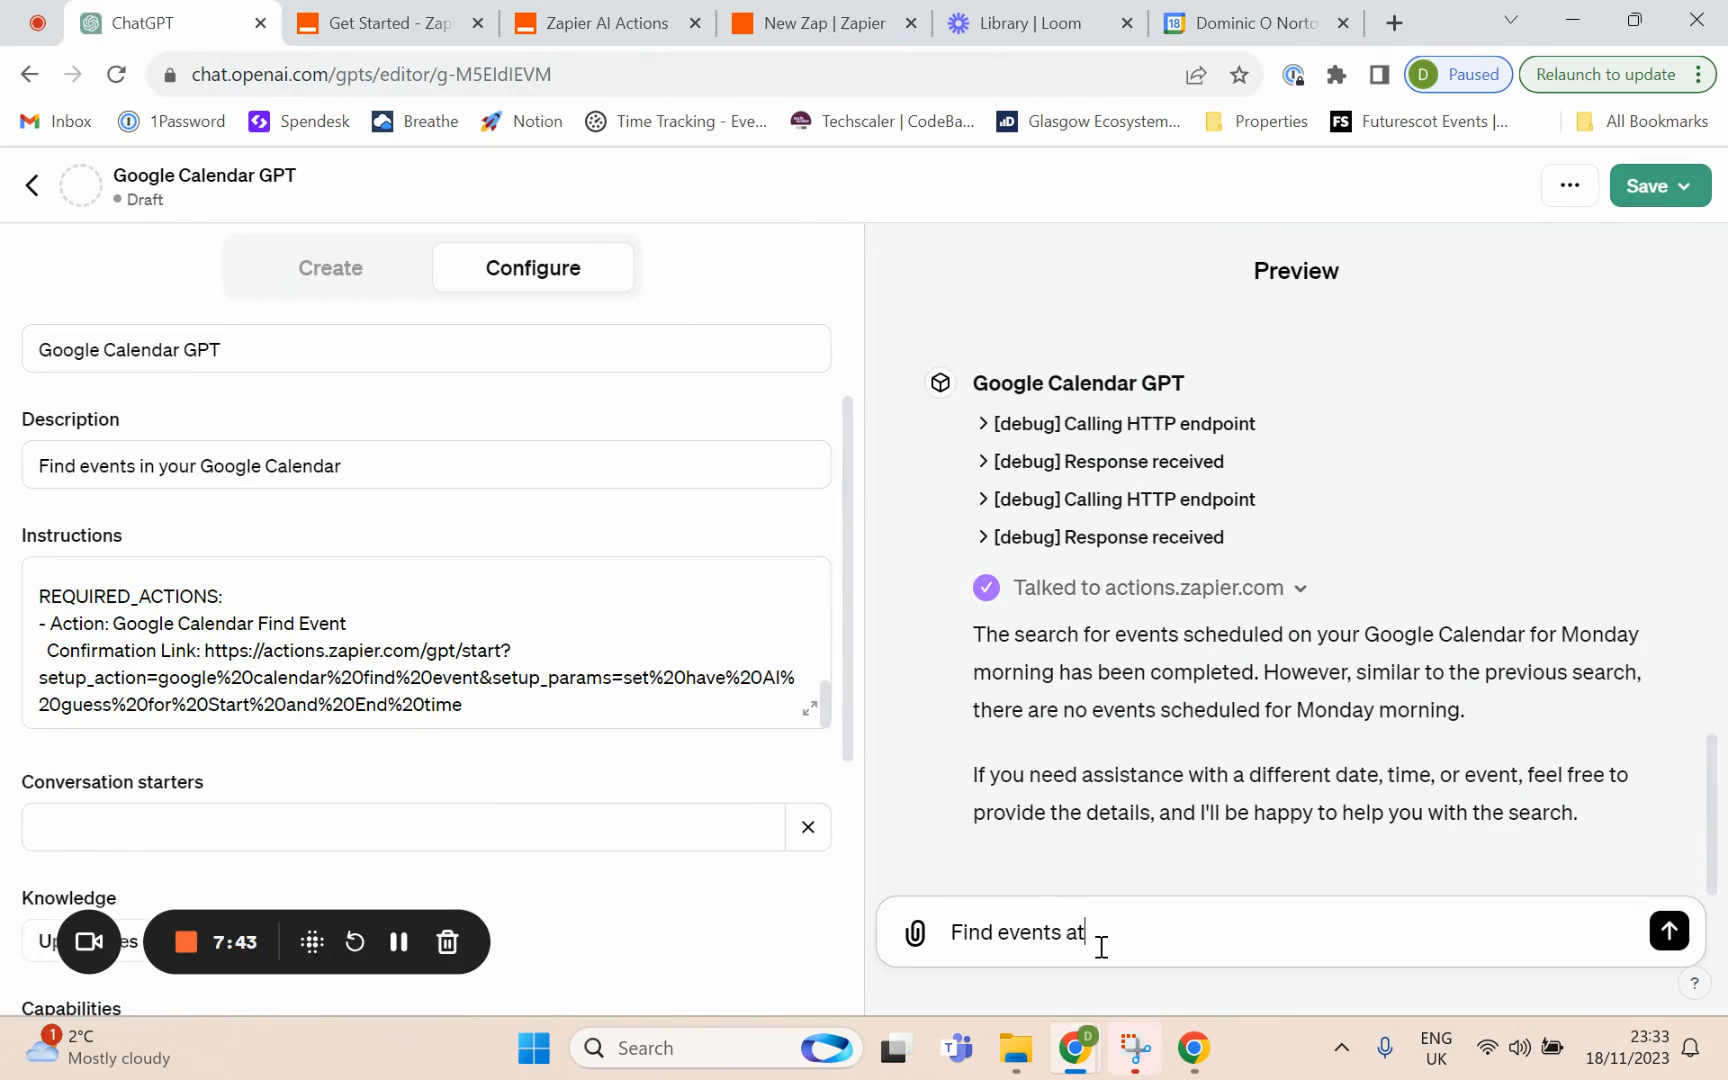 ChatGPT
Get Started - Zap
Zapier AI Actions
New Zap | Zapier
Library | Loom
18 Dominic O Norto
chat.openai.com/gpts/editor/g-M5EIdIEVM
D Paused
Relaunch to update
Inbox
1Password
Spendesk
Breathe
Notion
Time Tracking - Eve...
Techscaler | CodeBa...
Glasgow Ecosystem...
Properties
FS Futurescot Events |...
All Bookmarks
Google Calendar GPT
Draft
Save
Create
Configure
Google Calendar GPT
Description
Find events in your Google Calendar
Instructions
REQUIRED_ACTIONS:
- Action: Google Calendar Find Event
Confirmation Link: https://actions.zapier.com/gpt/start?
setup_action=google%20calendar%20find%20event&setup_params=set%20have%20AI%
20guess%20for%20Start%20and%20End%20time
Conversation starters
Knowledge
Up es
7:43
Capabilities
Preview
Google Calendar GPT
[debug] Calling HTTP endpoint
[debug] Response received
[debug] Calling HTTP endpoint
[debug] Response received
Talked to actions.zapier.com
The search for events scheduled on your Google Calendar for Monday
morning has been completed. However, similar to the previous search,
there are no events scheduled for Monday morning.
If you need assistance with a different date, time, or event, feel free to
provide the details, and I'll be happy to help you with the search.
Find events at
?
1
2°C
Mostly cloudy
Search
T
D
ENG
UK
23:33
18/11/2023